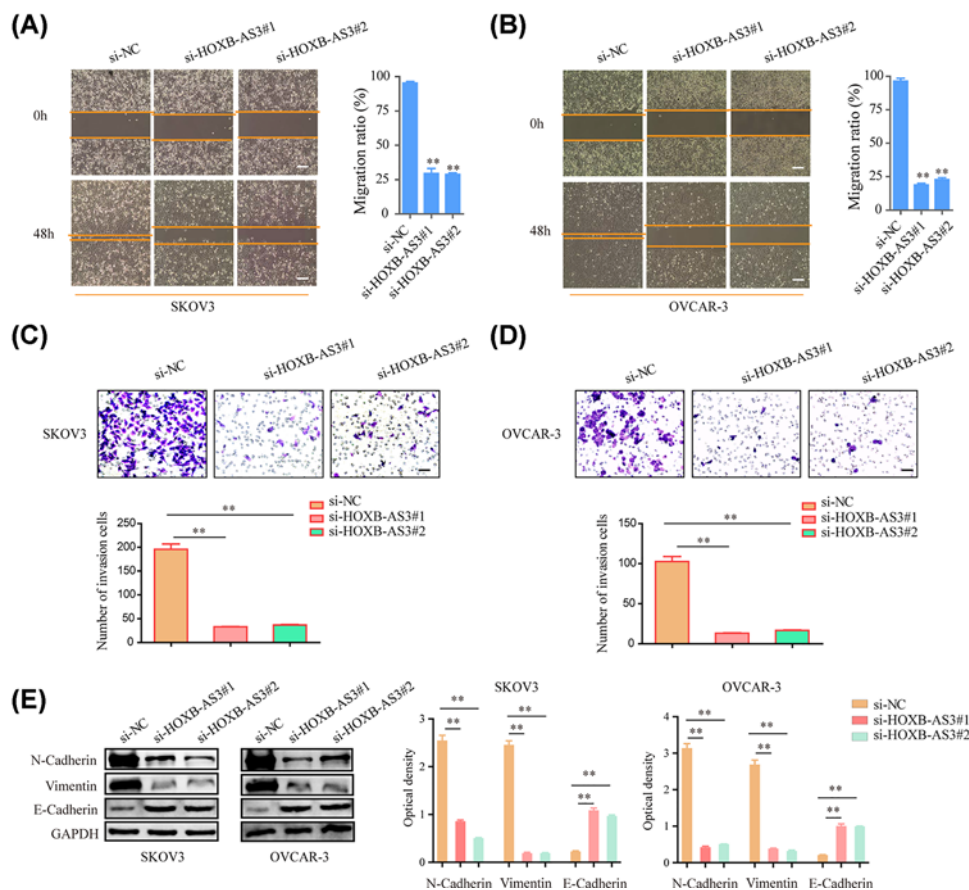 (A)
si-NC
si-HOXB-AS3#1
si-HOXB-AS3#2
0h
48h
SKOV3
Migration ratio (%)
100
75
50
25
0
**
**
si-NC
si-HOXB-AS3#1
si-HOXB-AS3#2
(B)
si-NC
si-HOXB-AS3#1
si-HOXB-AS3#2
0h
48h
OVCAR-3
Migration ratio (%)
100
75
50
25
0
**
**
si-NC
si-HOXB-AS3#1
si-HOXB-AS3#2
(C)
si-NC
si-HOXB-AS3#1
si-HOXB-AS3#2
SKOV3
si-NC
si-HOXB-AS3#1
si-HOXB-AS3#2
Number of invasion cells
250
200
150
100
50
0
**
**
(D)
si-NC
si-HOXB-AS3#1
si-HOXB-AS3#2
OVCAR-3
si-NC
si-HOXB-AS3#1
si-HOXB-AS3#2
Number of invasion cells
150
100
50
0
**
**
(E)
si-NC
si-HOXB-AS3#1
si-HOXB-AS3#2
si-NC
si-HOXB-AS3#1
si-HOXB-AS3#2
N-Cadherin
Vimentin
E-Cadherin
GAPDH
SKOV3
OVCAR-3
SKOV3
Optical density
3
2
1
0
**
**
**
**
**
**
N-Cadherin Vimentin E-Cadherin
OVCAR-3
si-NC
si-HOXB-AS3#1
si-HOXB-AS3#2
Optical density
4
3
2
1
0
**
**
**
**
**
**
N-Cadherin Vimentin E-Cadherin